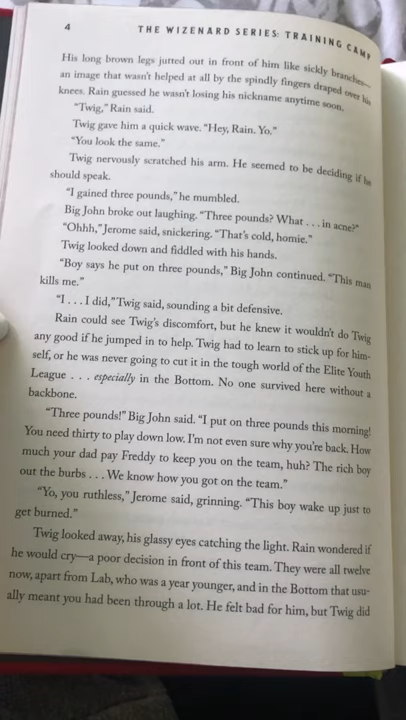 4
THE WIZENARD SERIES: TRAINING CAMP
His long brown legs jutted out in front of him like sickly branches—
an image that wasn't helped at all by the spindly fingers draped over his
knees. Rain guessed he wasn't losing his nickname anytime soon.
"Twig," Rain said.
Twig gave him a quick wave. "Hey, Rain. Yo."
"You look the same."
Twig nervously scratched his arm. He seemed to be deciding if he
should speak.
"I gained three pounds," he mumbled.
Big John broke out laughing. "Three pounds? What . . . in acne?"
"Ohhh," Jerome said, snickering. "That's cold, homie."
Twig looked down and fiddled with his hands.
"Boy says he put on three pounds," Big John continued. "This man
kills me."
"I . . . I did," Twig said, sounding a bit defensive.
Rain could see Twig's discomfort, but he knew it wouldn't do Twig
any good if he jumped in to help. Twig had to learn to stick up for him-
self, or he was never going to cut it in the tough world of the Elite Youth
League . . . especially in the Bottom. No one survived here without a
backbone.
"Three pounds!" Big John said. "I put on three pounds this morning!
You need thirty to play down low. I'm not even sure why you're back. How
much your dad pay Freddy to keep you on the team, huh? The rich boy
out the burbs . . . We know how you got on the team."
"Yo, you ruthless," Jerome said, grinning. "This boy wake up just to
get burned."
Twig looked away, his glassy eyes catching the light. Rain wondered if
he would cry—a poor decision in front of this team. They were all twelve
now, apart from Lab, who was a year younger, and in the Bottom that usu-
ally meant you had been through a lot. He felt bad for him, but Twig did